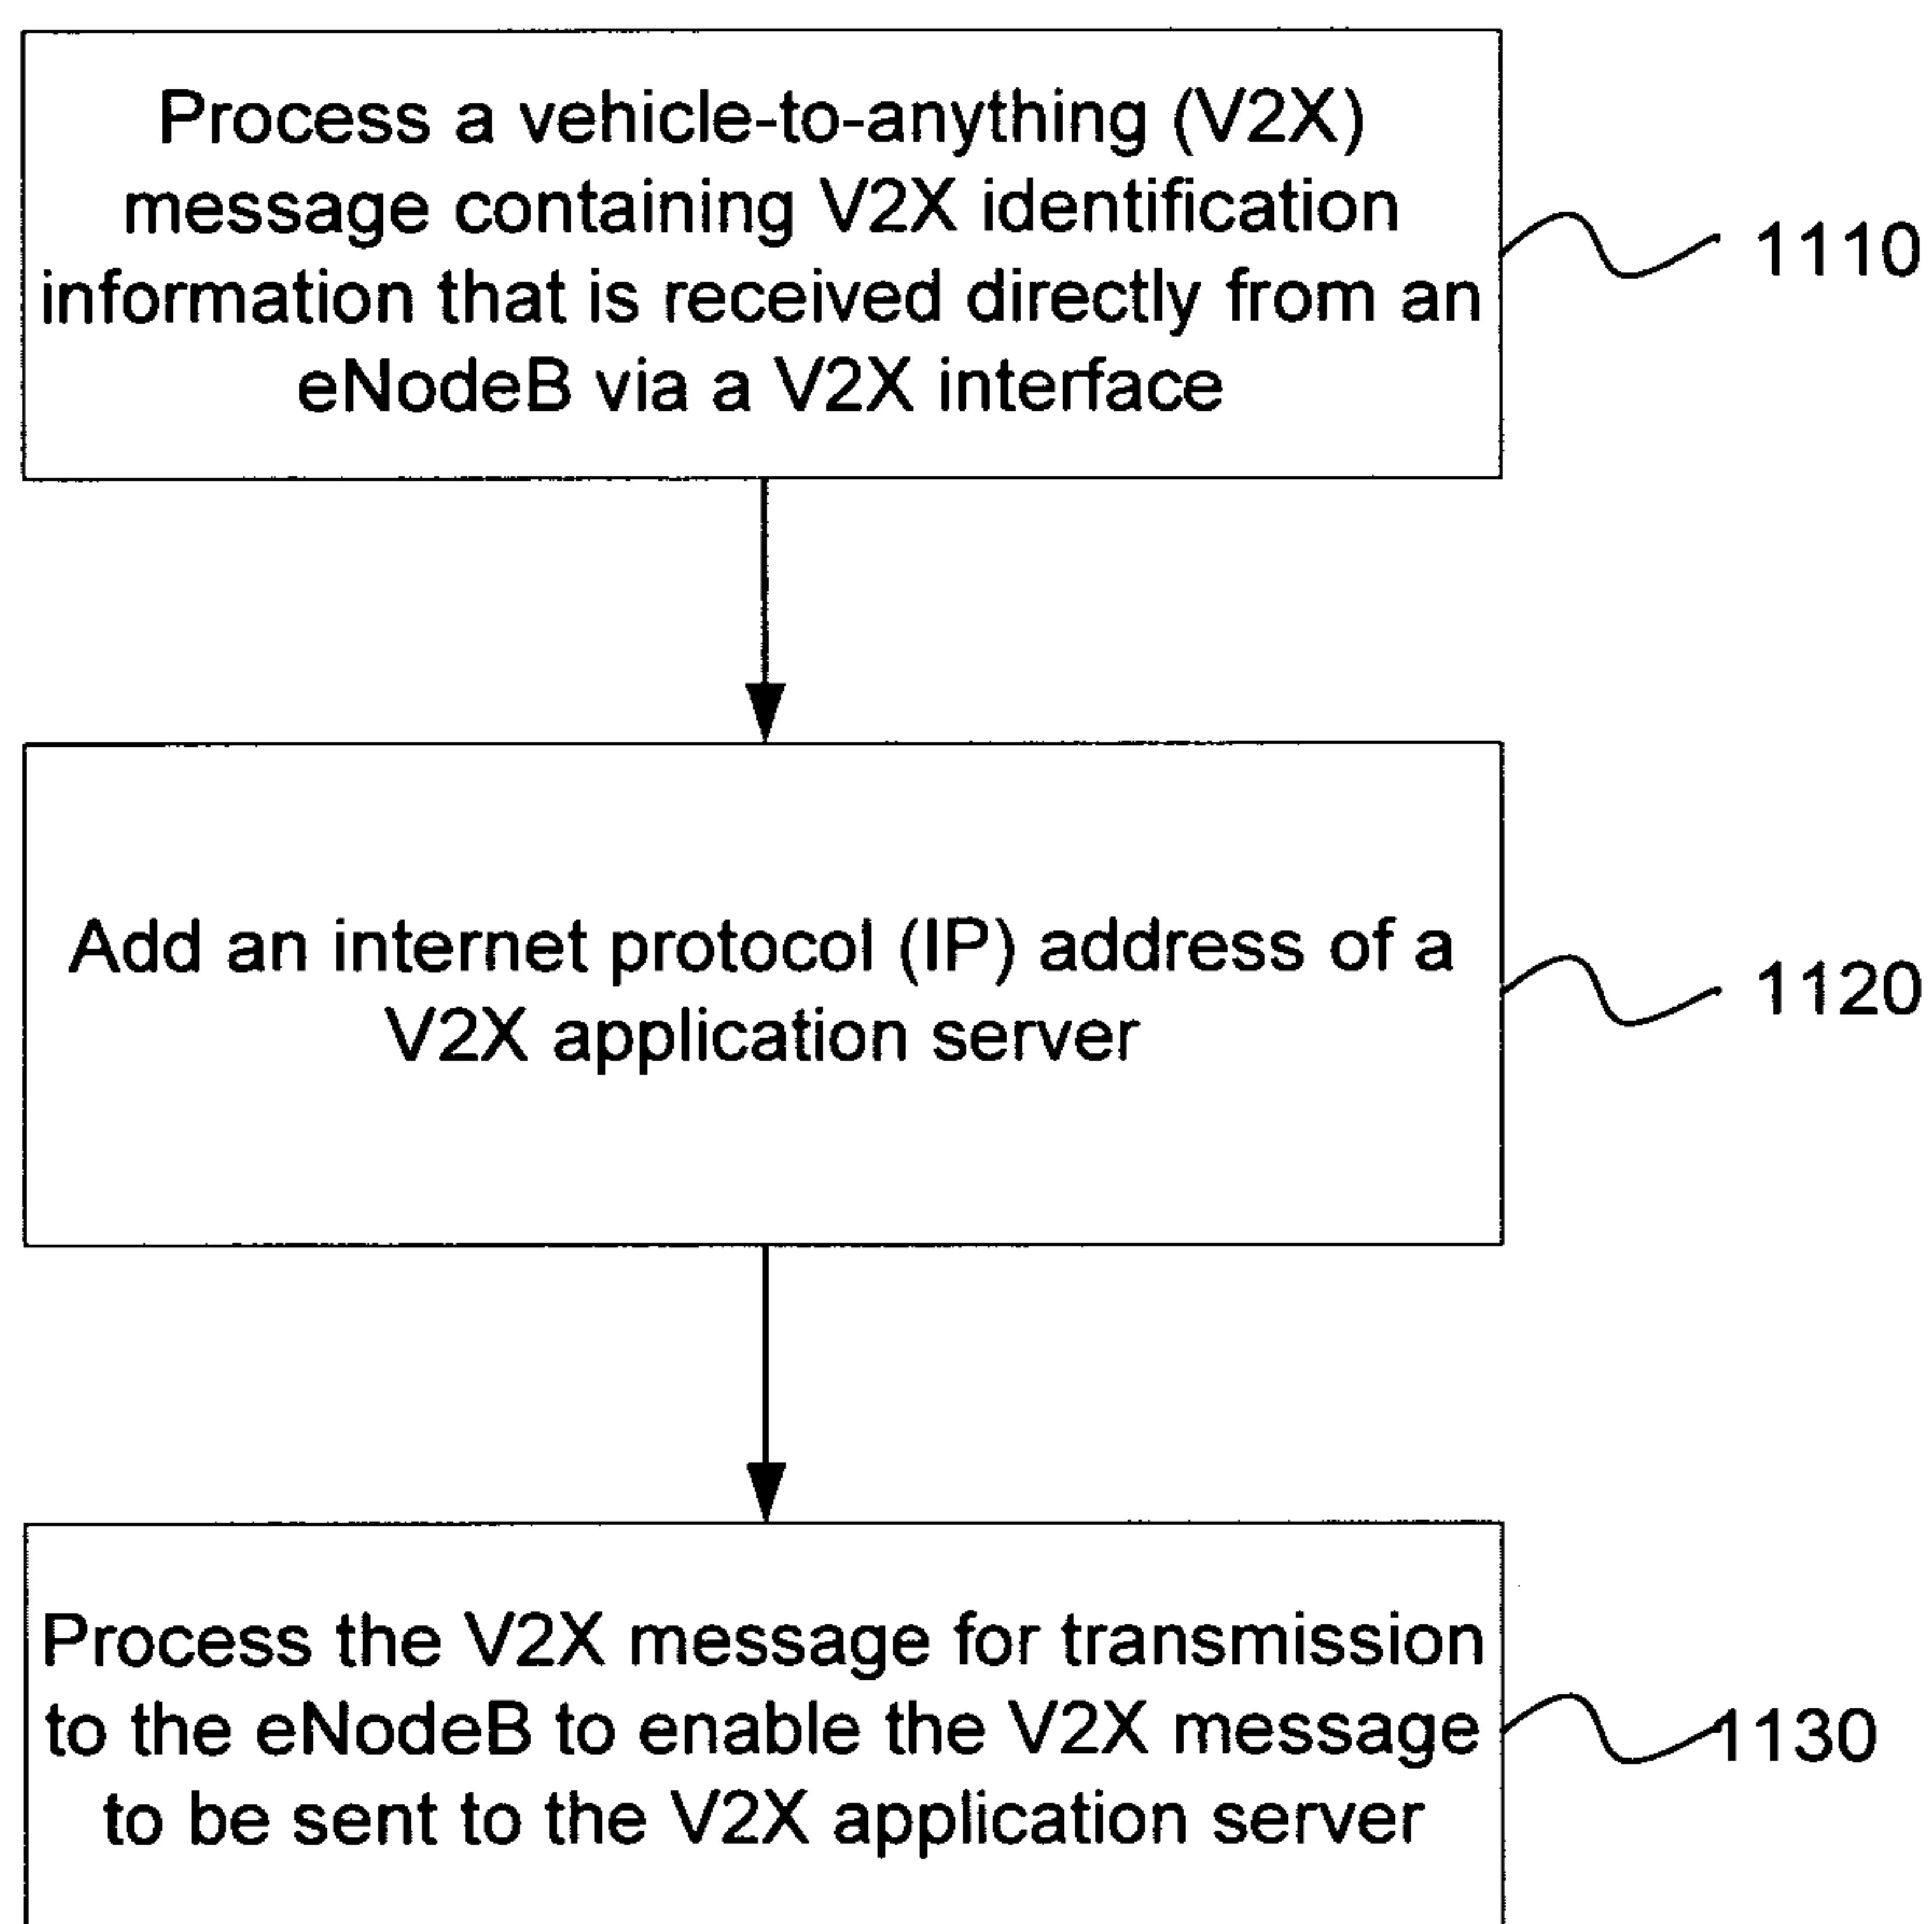 Process a vehicle-to-anything (V2X)
message containing V2X identification
information that is received directly from an
eNodeB via a V2X interface
1110
Add an internet protocol (IP) address of a
V2X application server
1120
Process the V2X message for transmission
to the eNodeB to enable the V2X message
to be sent to the V2X application server
1130